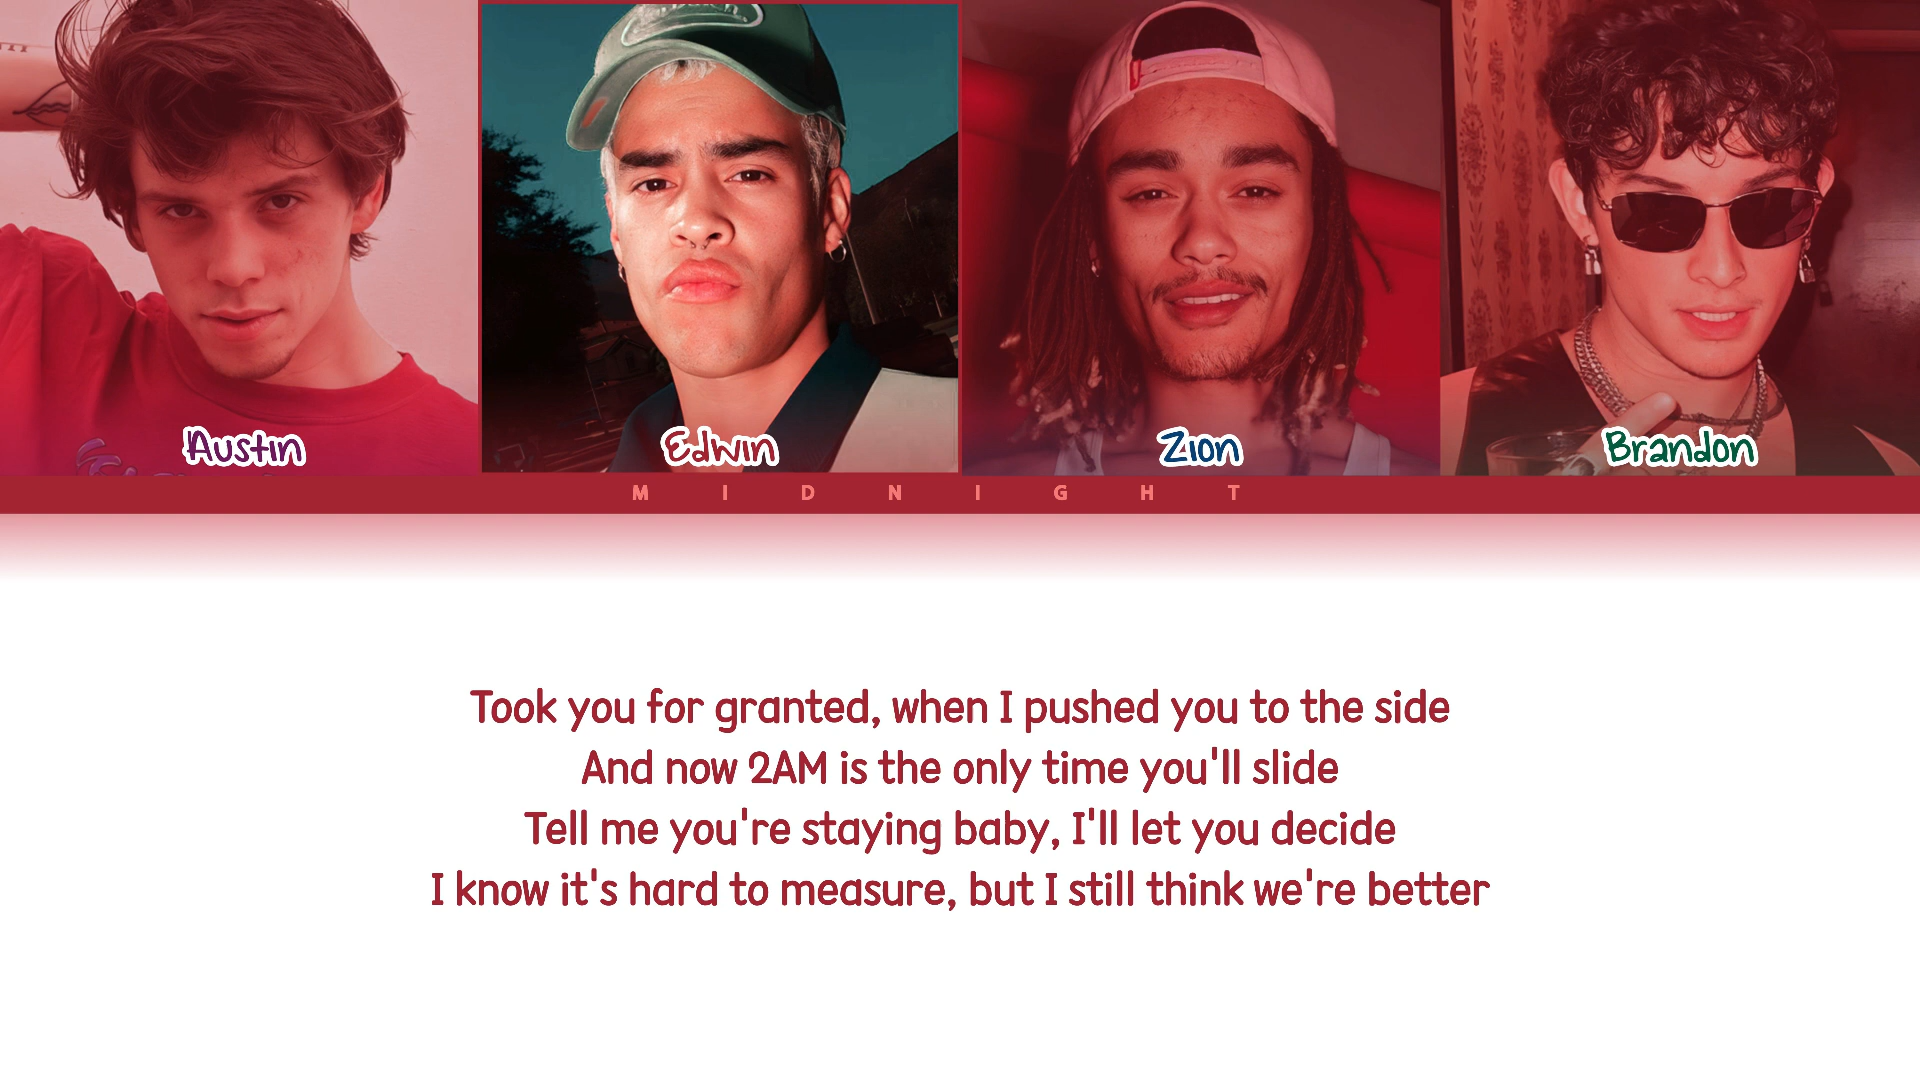 Austin
Edwin
Zion
Brandon
MIDNIGHT
Took you for granted, when I pushed you to the side
And now 2AM is the only time you'll slide
Tell me you're staying baby, I'll let you decide
I know it's hard to measure, but I still think we're better